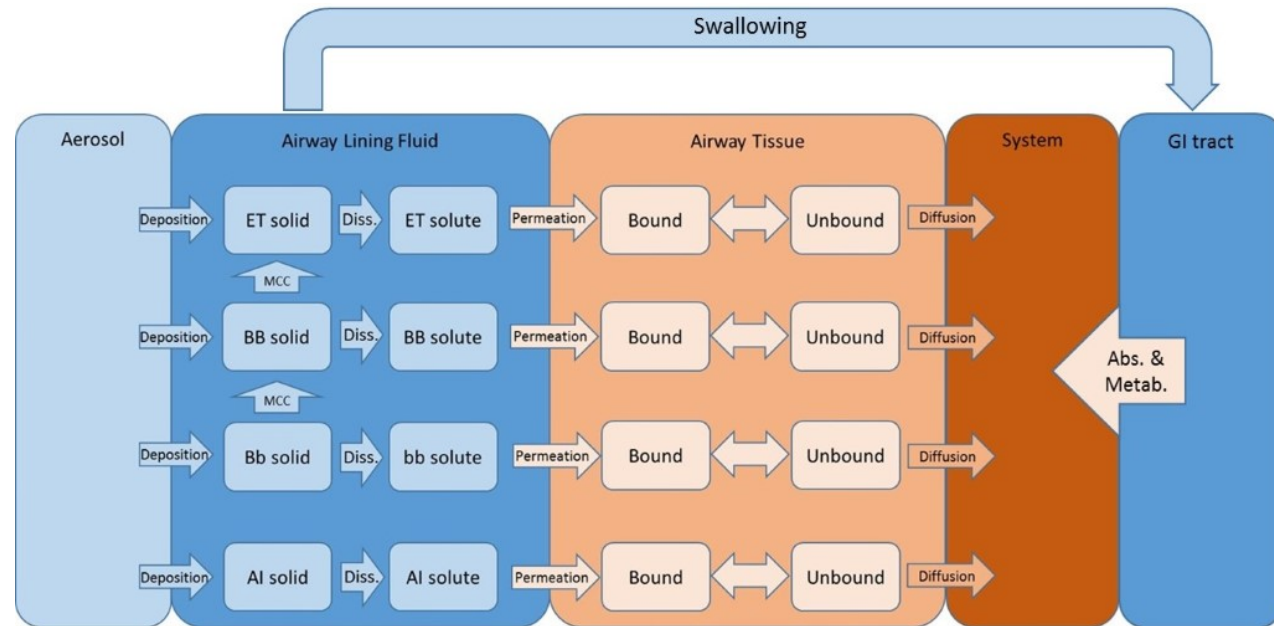 Swallowing
Aerosol
Airway Lining Fluid
Airway Tissue
System
GI tract
Deposition
ET solid
Diss.
ET solute
Permeation
Bound
Unbound
Diffusion
MCC
Deposition
BB solid
Diss.
BB solute
Permeation
Bound
Unbound
Diffusion
Abs. &
Metab.
MCC
Deposition
Bb solid
Diss.
bb solute
Permeation
Bound
Unbound
Diffusion
Deposition
AI solid
Diss.
AI solute
Permeation
Bound
Unbound
Diffusion